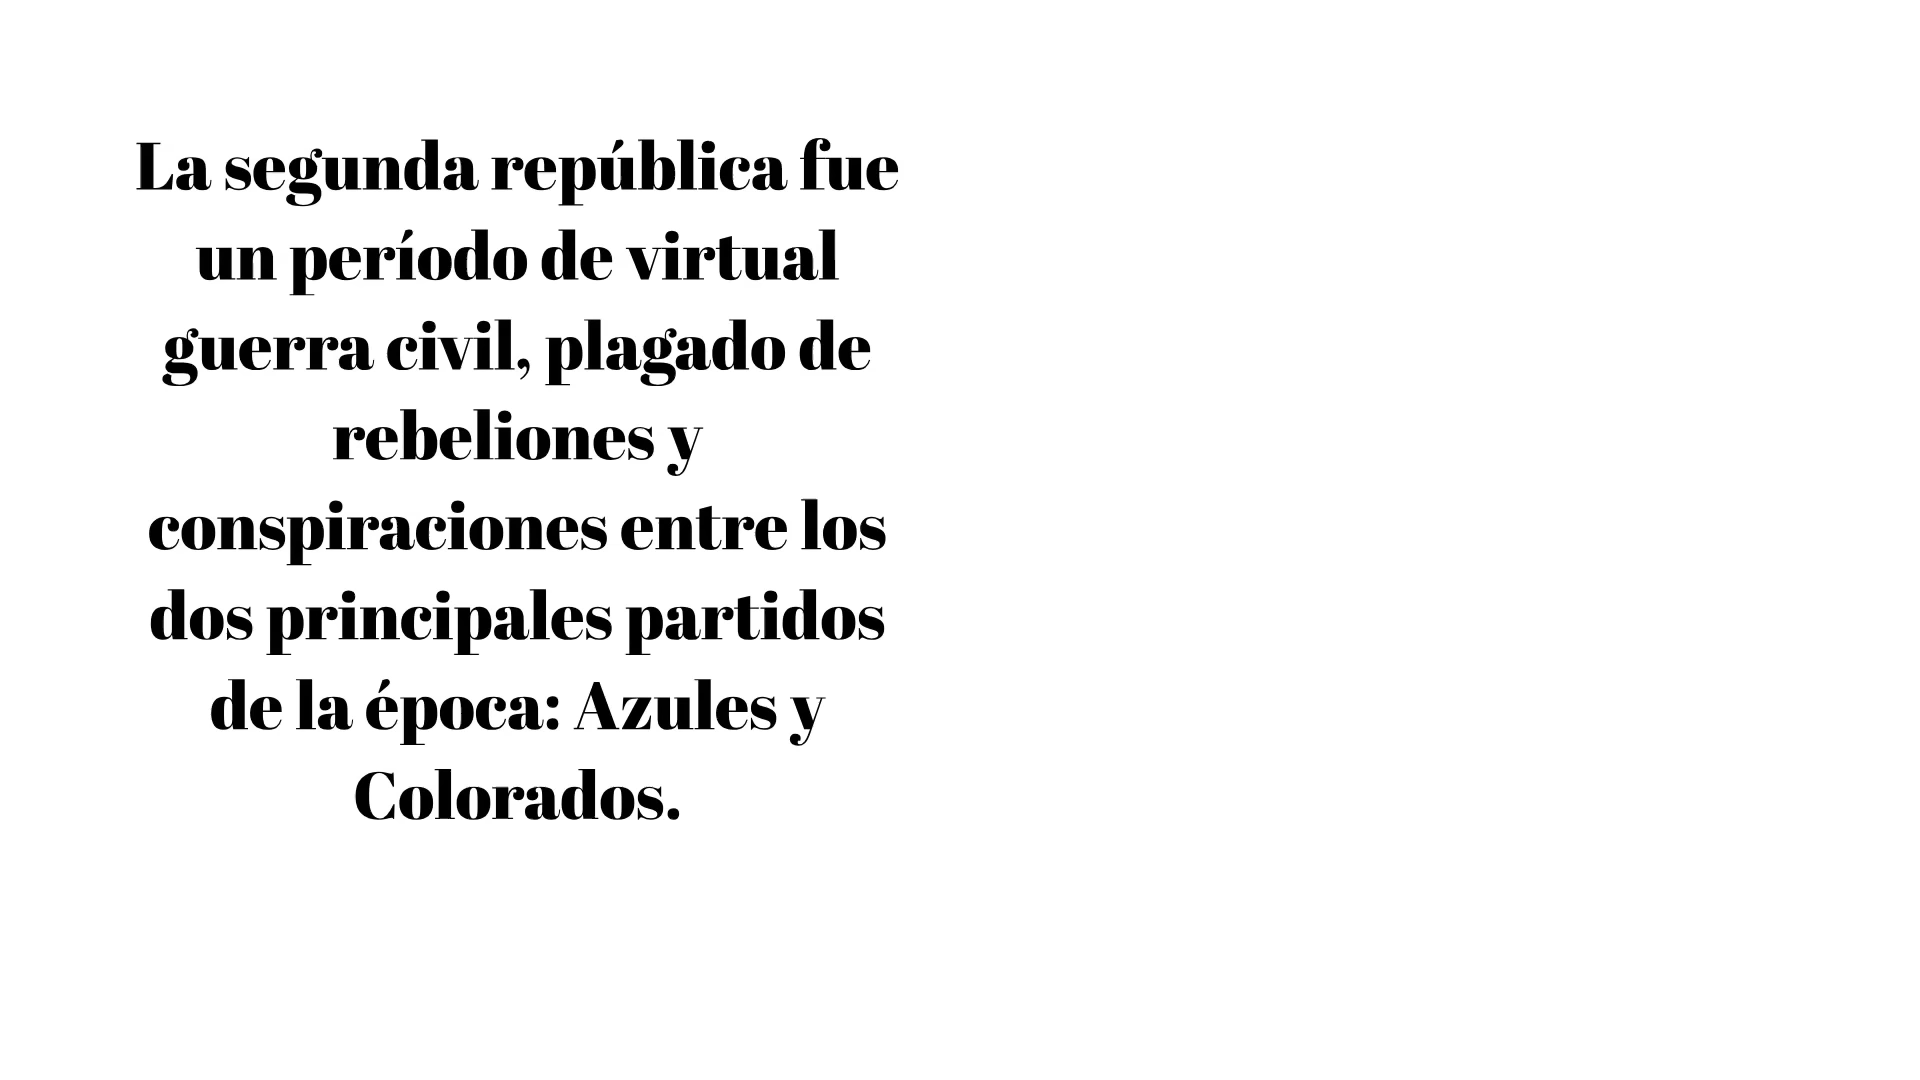 La segunda república fue
un período de virtual
guerra civil, plagado de
rebeliones y
conspiraciones entre los
dos principales partidos
de la época: Azules y
Colorados.